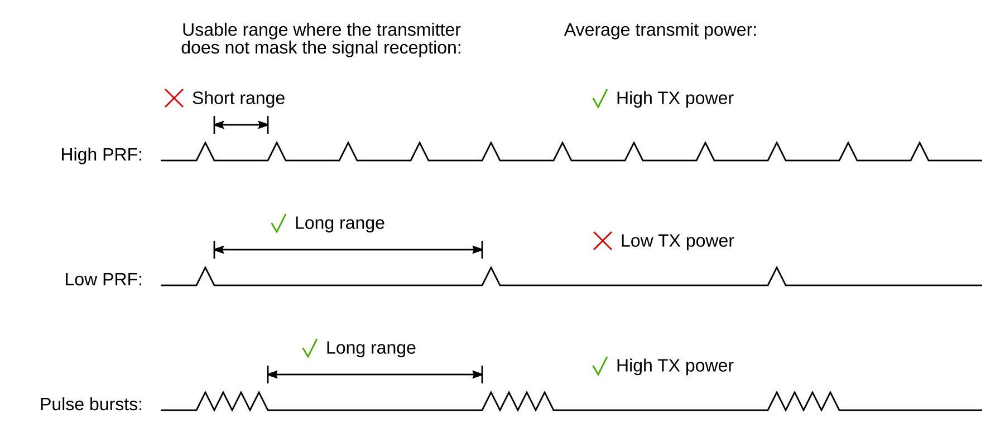 Usable range where the transmitter
does not mask the signal reception:
Average transmit power:
Short range
High TX power
High PRF:
Long range
Low TX power
Low PRF:
Long range
High TX power
Pulse bursts: